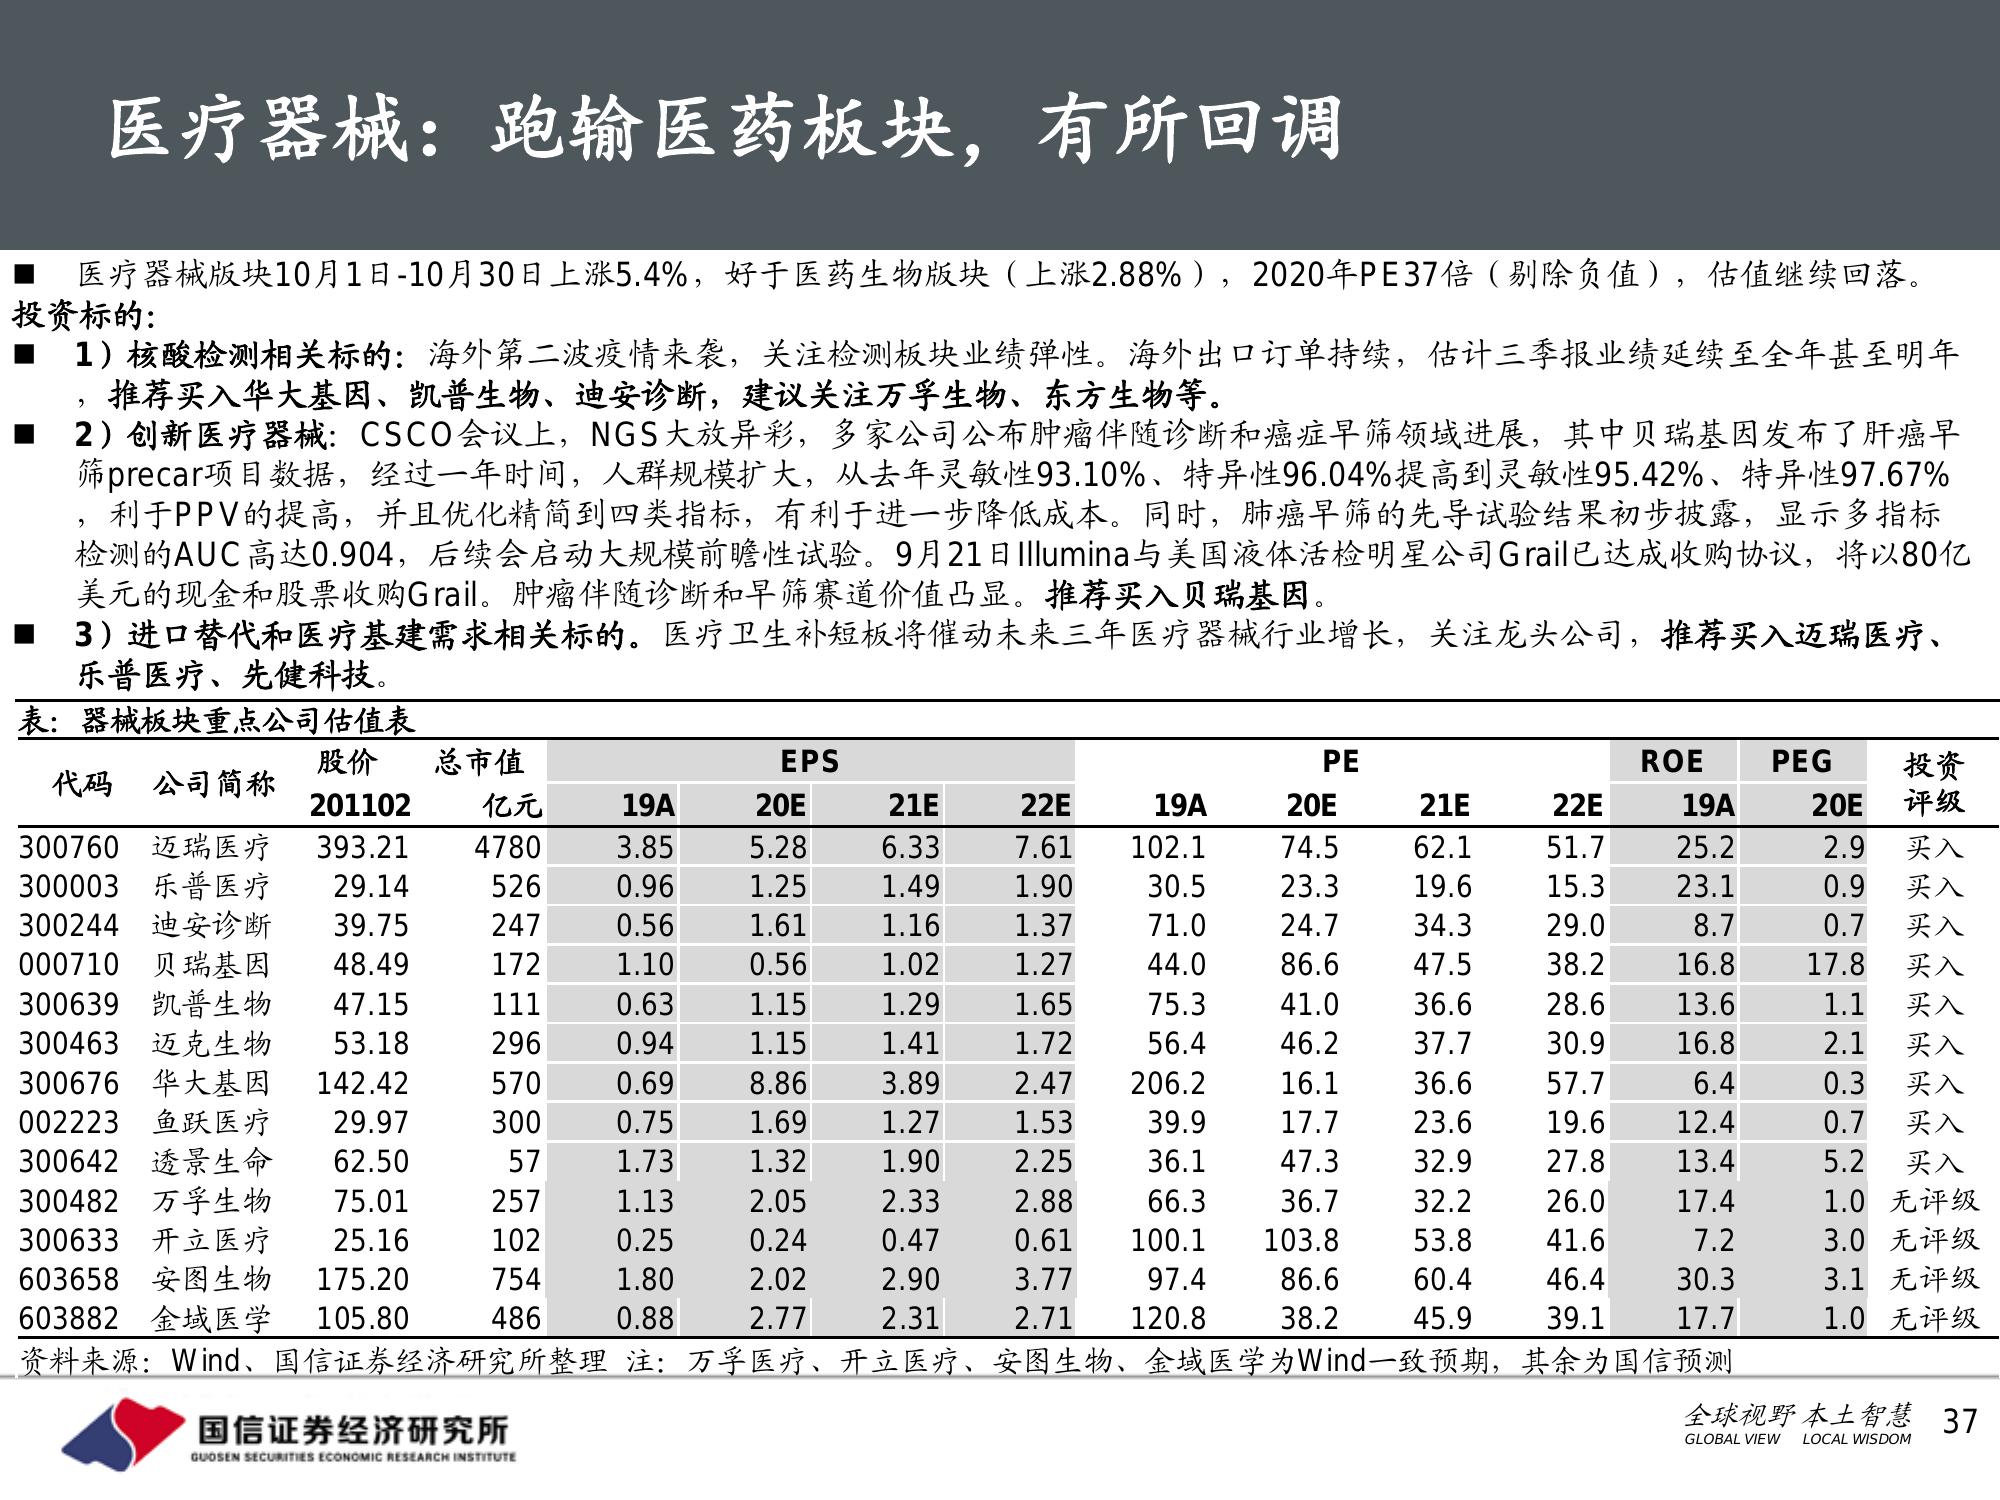 医疗器械：跑输医药板块，有所回调
■ 医疗器械版块10月1日-10月30日上涨5.4%，好于医药生物版块（上涨2.88%），2020年PE37倍（剔除负值），估值继续回落。
投资标的：
■ 1）核酸检测相关标的：海外第二波疫情来袭，关注检测板块业绩弹性。海外出口订单持续，估计三季报业绩延续至全年甚至明年
，推荐买入华大基因、凯普生物、迪安诊断，建议关注万孚生物、东方生物等。
■ 2）创新医疗器械：CSCO会议上，NGS大放异彩，多家公司公布肿瘤伴随诊断和癌症早筛领域进展，其中贝瑞基因发布了肝癌早
筛precar项目数据，经过一年时间，人群规模扩大，从去年灵敏性93.10%、特异性96.04%提高到灵敏性95.42%、特异性97.67%
，利于PPV的提高，并且优化精简到四类指标，有利于进一步降低成本。同时，肺癌早筛的先导试验结果初步披露，显示多指标
检测的AUC高达0.904，后续会启动大规模前瞻性试验。9月21日Illumina与美国液体活检明星公司Grail已达成收购协议，将以80亿
美元的现金和股票收购Grail。肿瘤伴随诊断和早筛赛道价值凸显。推荐买入贝瑞基因。
■ 3）进口替代和医疗基建需求相关标的。医疗卫生补短板将催动未来三年医疗器械行业增长，关注龙头公司，推荐买入迈瑞医疗、
乐普医疗、先健科技。
表：器械板块重点公司估值表
代码 公司简称 股价 总市值 EPS PE ROE PEG 投资
201102 亿元 19A 20E 21E 22E 19A 20E 21E 22E 19A 20E 评级
300760 迈瑞医疗 393.21 4780 3.85 5.28 6.33 7.61 102.1 74.5 62.1 51.7 25.2 2.9 买入
300003 乐普医疗 29.14 526 0.96 1.25 1.49 1.90 30.5 23.3 19.6 15.3 23.1 0.9 买入
300244 迪安诊断 39.75 247 0.56 1.61 1.16 1.37 71.0 24.7 34.3 29.0 8.7 0.7 买入
000710 贝瑞基因 48.49 172 1.10 0.56 1.02 1.27 44.0 86.6 47.5 38.2 16.8 17.8 买入
300639 凯普生物 47.15 111 0.63 1.15 1.29 1.65 75.3 41.0 36.6 28.6 13.6 1.1 买入
300463 迈克生物 53.18 296 0.94 1.15 1.41 1.72 56.4 46.2 37.7 30.9 16.8 2.1 买入
300676 华大基因 142.42 570 0.69 8.86 3.89 2.47 206.2 16.1 36.6 57.7 6.4 0.3 买入
002223 鱼跃医疗 29.97 300 0.75 1.69 1.27 1.53 39.9 17.7 23.6 19.6 12.4 0.7 买入
300642 透景生命 62.50 57 1.73 1.32 1.90 2.25 36.1 47.3 32.9 27.8 13.4 5.2 买入
300482 万孚生物 75.01 257 1.13 2.05 2.33 2.88 66.3 36.7 32.2 26.0 17.4 1.0 无评级
300633 开立医疗 25.16 102 0.25 0.24 0.47 0.61 100.1 103.8 53.8 41.6 7.2 3.0 无评级
603658 安图生物 175.20 754 1.80 2.02 2.90 3.77 97.4 86.6 60.4 46.4 30.3 3.1 无评级
603882 金域医学 105.80 486 0.88 2.77 2.31 2.71 120.8 38.2 45.9 39.1 17.7 1.0 无评级
资料来源：Wind、国信证券经济研究所整理 注：万孚医疗、开立医疗、安图生物、金域医学为Wind一致预期，其余为国信预测
国信证券经济研究所
GUOSEN SECURITIES ECONOMIC RESEARCH INSTITUTE
全球视野 本土智慧
GLOBAL VIEW LOCAL WISDOM
37